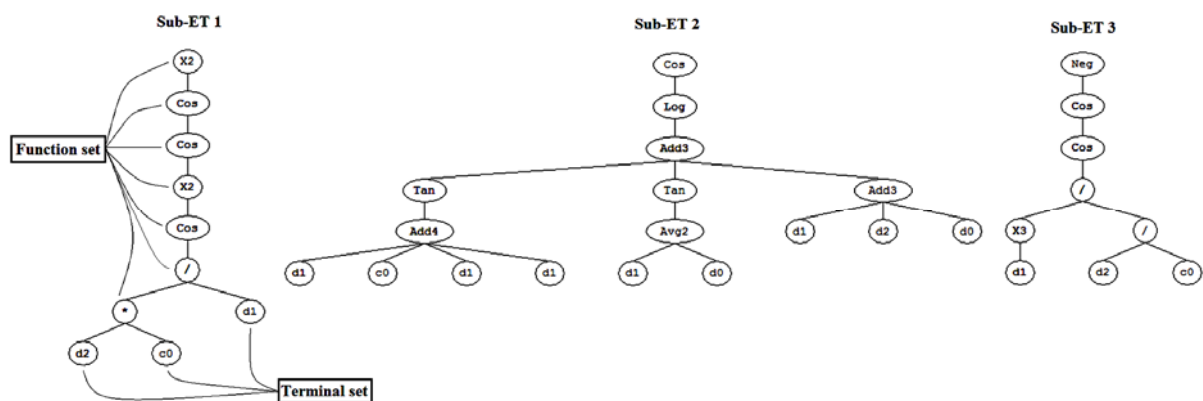 Sub-ET 1
X2
Cos
Cos
X2
Cos
/
*
d1
d2
c0
Function set
Terminal set
Sub-ET 2
Cos
Log
Add3
Tan
Tan
Add3
Add4
Avg2
d1
d2
d0
d1
c0
d1
d1
d1
d0
Sub-ET 3
Neg
Cos
Cos
/
X3
/
d1
d2
c0